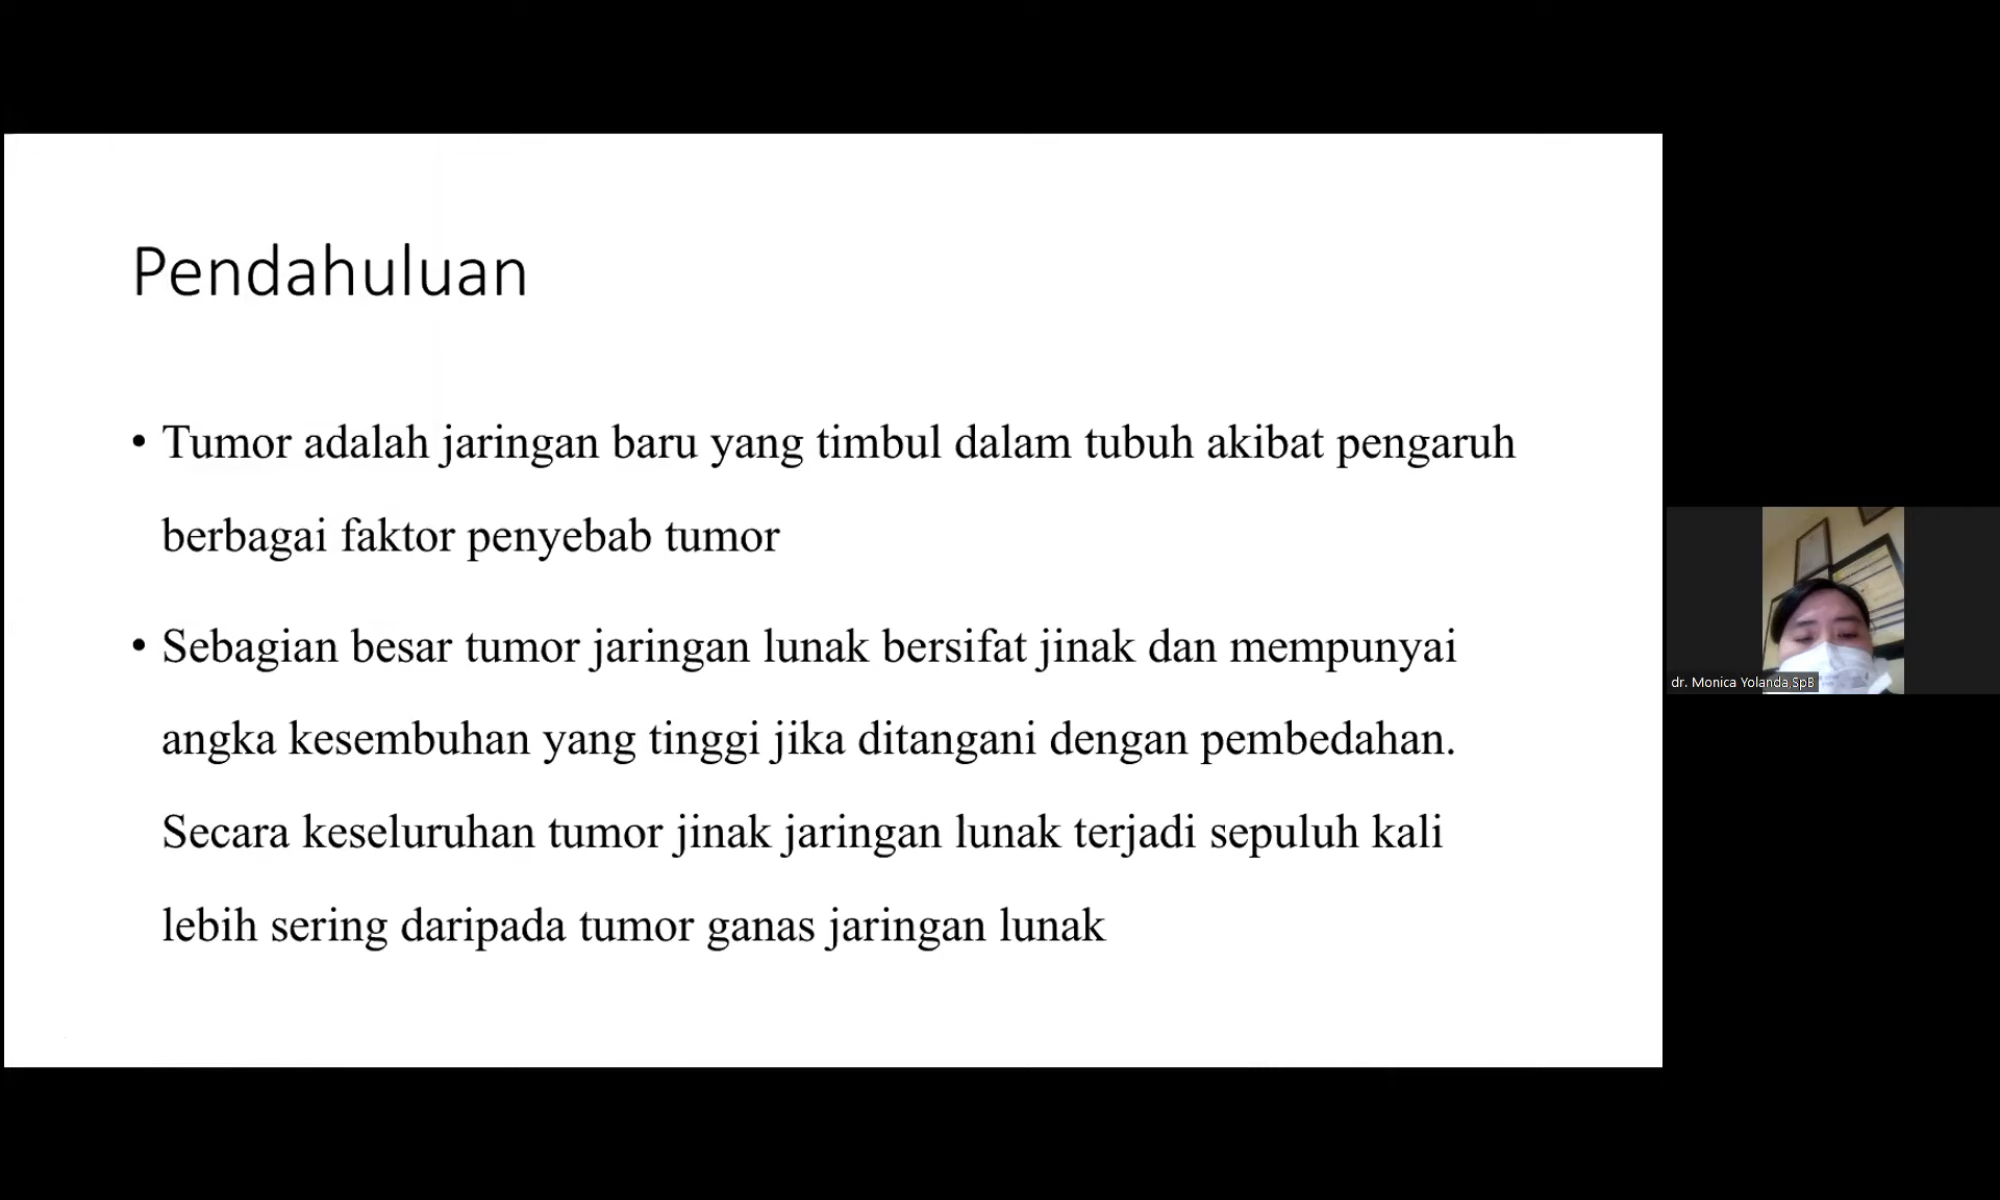 Pendahuluan
• Tumor adalah jaringan baru yang timbul dalam tubuh akibat pengaruh
berbagai faktor penyebab tumor
• Sebagian besar tumor jaringan lunak bersifat jinak dan mempunyai
angka kesembuhan yang tinggi jika ditangani dengan pembedahan.
Secara keseluruhan tumor jinak jaringan lunak terjadi sepuluh kali
lebih sering daripada tumor ganas jaringan lunak
dr. Monica Yolanda,SpB